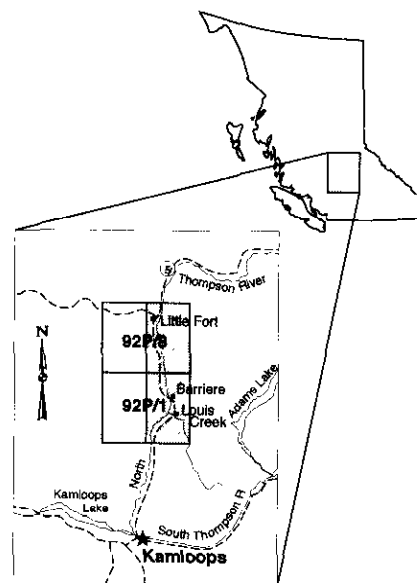 5
Thompson
River
N
Little Fort
92P/8
Barriere
92P/1
Louis
Creek
Adams Lake
North
Kamloops
Lake
South Thompson R
Kamloops